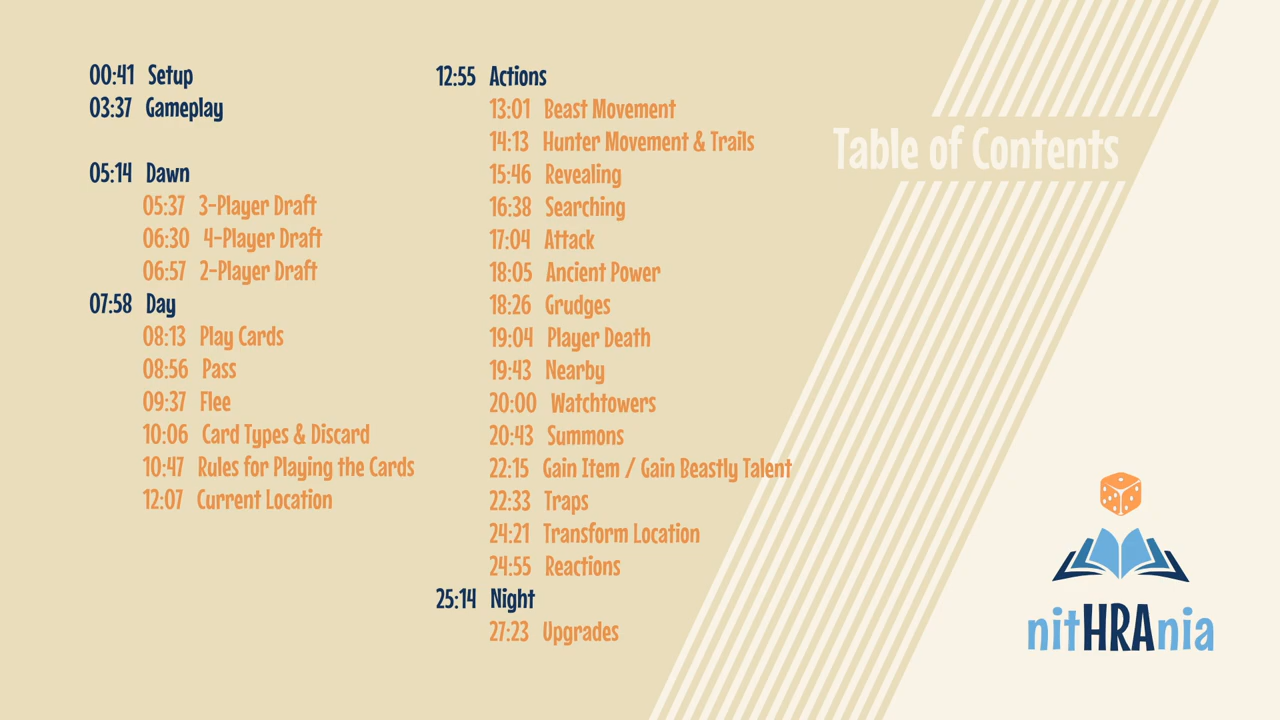 00:41 Setup
03:37 Gameplay
05:14 Dawn
05:37 3-Player Draft
06:30 4-Player Draft
06:57 2-Player Draft
07:58 Day
08:13 Play Cards
08:56 Pass
09:37 Flee
10:06 Card Types & Discard
10:47 Rules for Playing the Cards
12:07 Current Location
12:55 Actions
13:01 Beast Movement
14:13 Hunter Movement & Trails
15:46 Revealing
16:38 Searching
17:04 Attack
18:05 Ancient Power
18:26 Grudges
19:04 Player Death
19:43 Nearby
20:00 Watchtowers
20:43 Summons
22:15 Gain Item / Gain Beastly Talent
22:33 Traps
24:21 Transform Location
24:55 Reactions
25:14 Night
27:23 Upgrades
Table of Contents
nitHRAnia